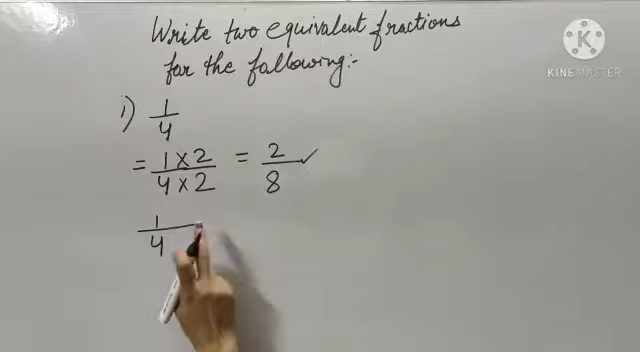 Write two equivalent fractions
for the following:-
K
KINEMASTER
1) 1/4
= 1 × 2 / 4 × 2 = 2/8 ✓
1/4